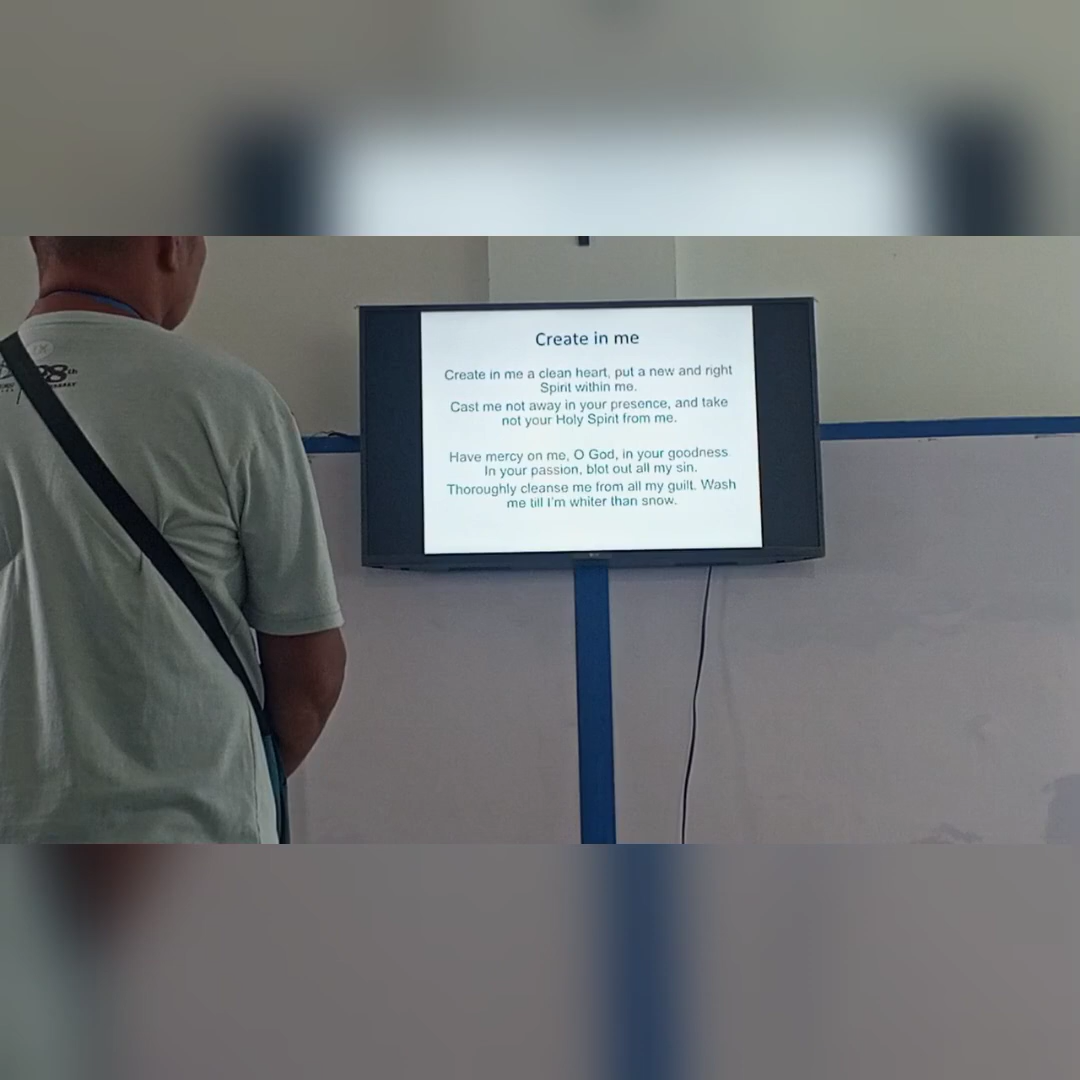 Create in me
Create in me a clean heart, put a new and right
Spirit within me.
Cast me not away in your presence, and take
not your Holy Spirit from me.
Have mercy on me, O God, in your goodness
In your passion, blot out all my sin.
Thoroughly cleanse me from all my guilt. Wash
me till I'm whiter than snow.